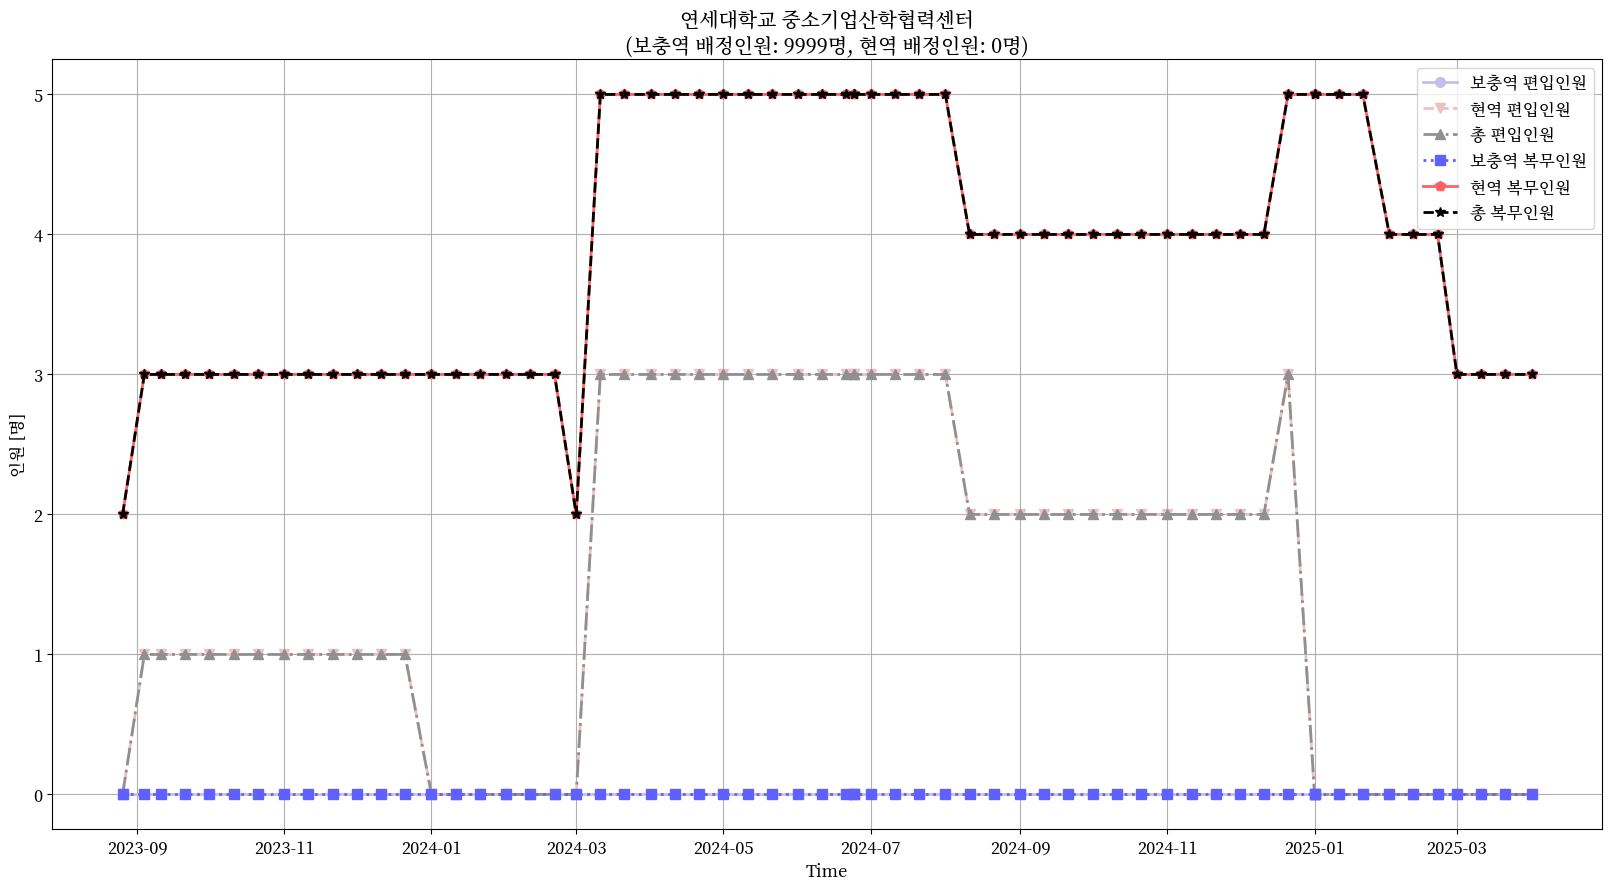 연세대학교 중소기업산학협력센터
(보충역 배정인원: 9999명, 현역 배정인원: 0명)
보충역 편입인원
현역 편입인원
총 편입인원
보충역 복무인원
현역 복무인원
총 복무인원
인원 [명]
5
4
3
2
1
0
2023-09
2023-11
2024-01
2024-03
2024-05
2024-07
2024-09
2024-11
2025-01
2025-03
Time